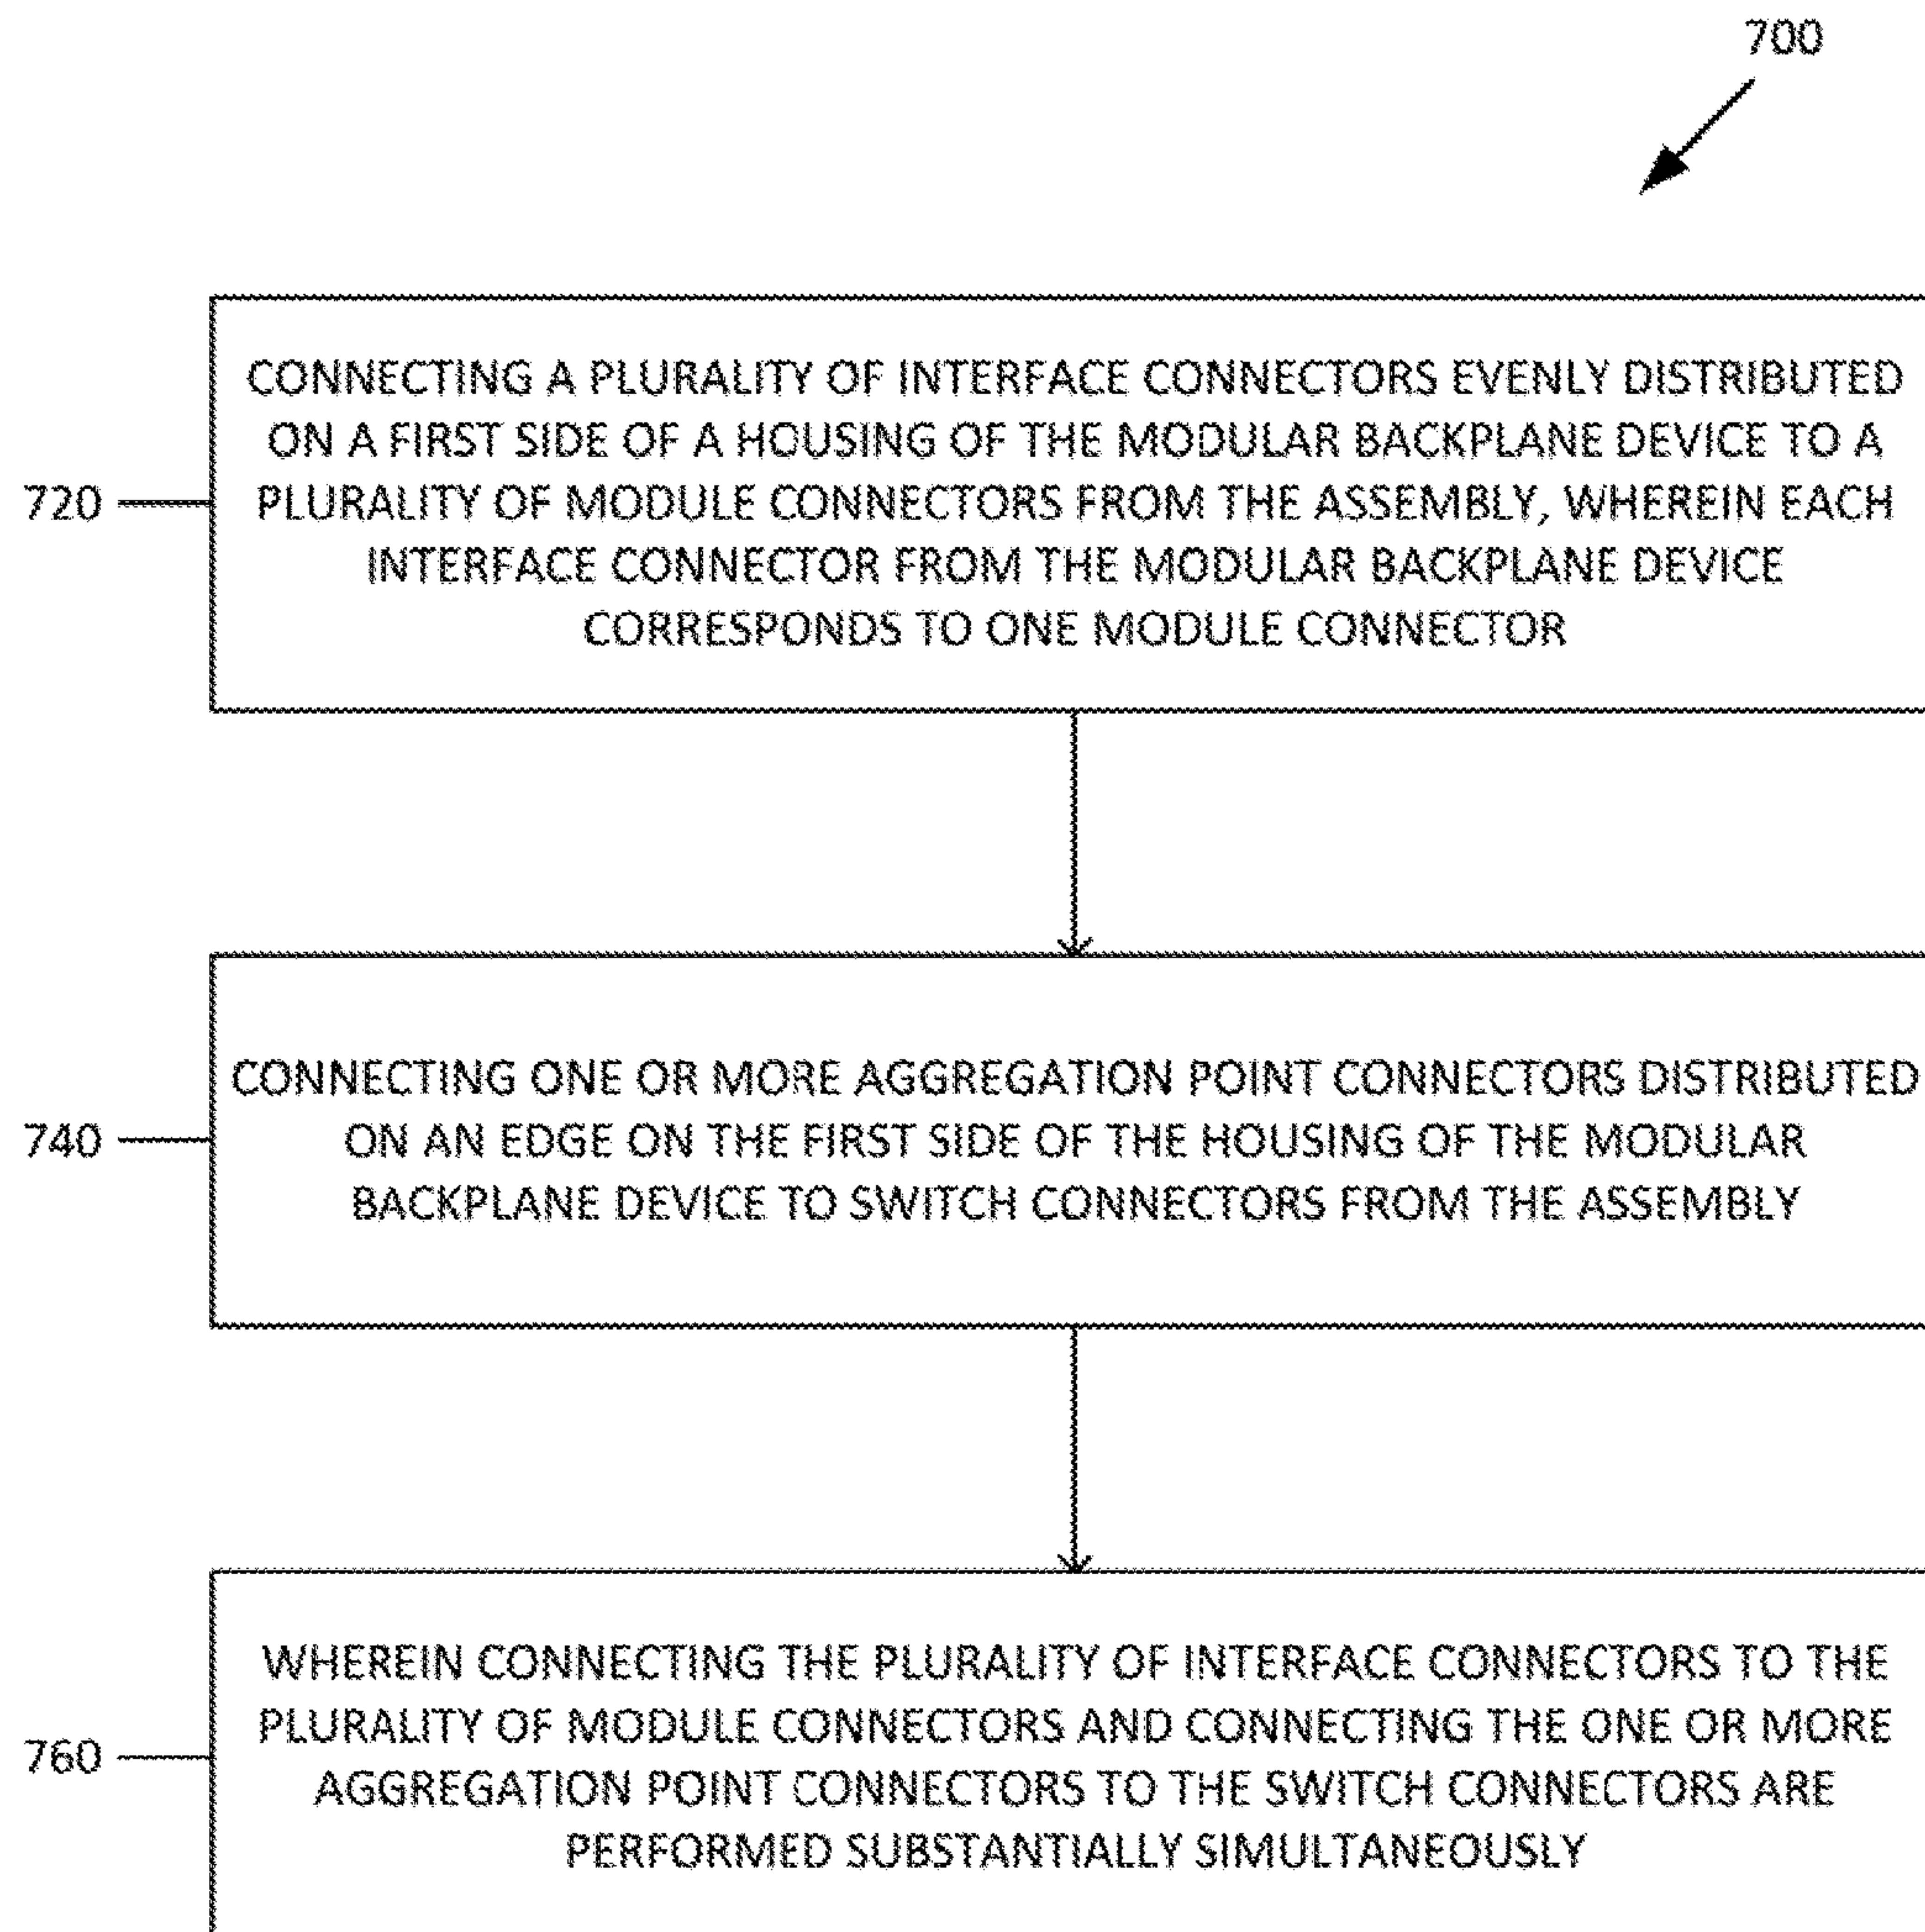 700
CONNECTING A PLURALITY OF INTERFACE CONNECTORS EVENLY DISTRIBUTED
ON A FIRST SIDE OF A HOUSING OF THE MODULAR BACKPLANE DEVICE TO A
720
PLURALITY OF MODULE CONNECTORS FROM THE ASSEMBLY, WHEREIN EACH
INTERFACE CONNECTOR FROM THE MODULAR BACKPLANE DEVICE
CORRESPONDS TO ONE MODULE CONNECTOR
CONNECTING ONE OR MORE AGGREGATION POINT CONNECTORS DISTRIBUTED
740
ON AN EDGE ON THE FIRST SIDE OF THE HOUSING OF THE MODULAR
BACKPLANE DEVICE TO SWITCH CONNECTORS FROM THE ASSEMBLY
WHEREIN CONNECTING THE PLURALITY OF INTERFACE CONNECTORS TO THE
PLURALITY OF MODULE CONNECTORS AND CONNECTING THE ONE OR MORE
760
AGGREGATION POINT CONNECTORS TO THE SWITCH CONNECTORS ARE
PERFORMED SUBSTANTIALLY SIMULTANEOUSLY